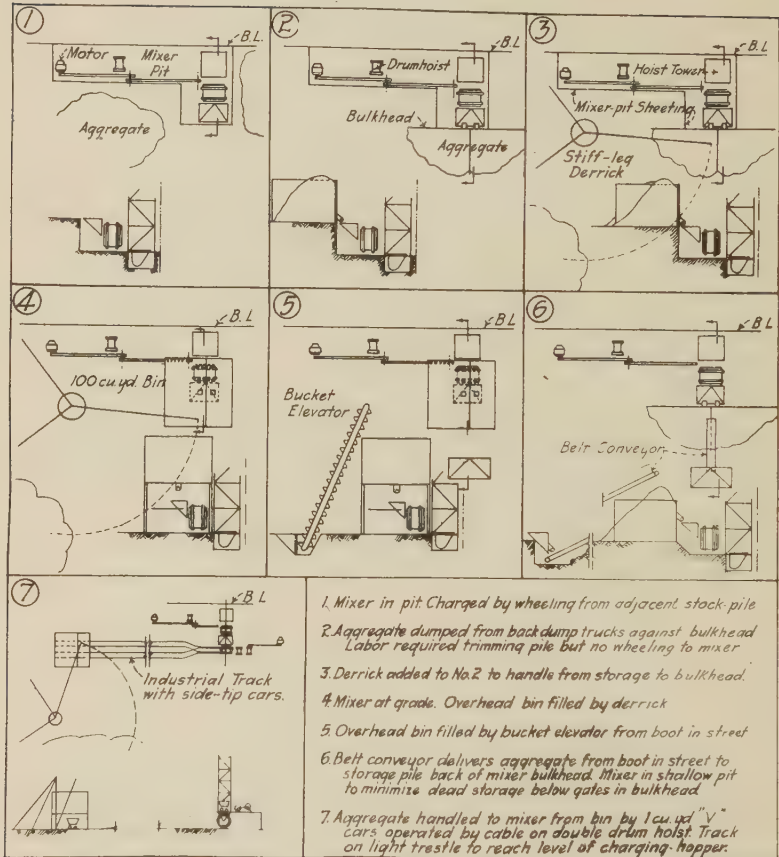 1
B.L.
Motor
Mixer
Pit
Aggregate
2
B.L.
Drumhoist
Bulkhead
Aggregate
3
B.L.
Hoist Tower
Mixer-pit Sheeting
Stiff-leg
Derrick
4
B.L
100 cu.yd. Bin
5
B.L
Bucket
Elevator
6
B.L
Belt Conveyor
7
B L
Industrial Track
with side-tip cars.
1. Mixer in pit. Charged by wheeling from adjacent stock-pile
2. Aggregate dumped from back dump trucks against bulkhead
Labor required trimming pile but no wheeling to mixer
3. Derrick added to No.2 to handle from storage to bulkhead.
4. Mixer at grade. Overhead bin filled by derrick
5. Overhead bin filled by bucket elevator from boot in street
6. Belt conveyor delivers aggregate from boot in street to
storage pile back of mixer bulkhead. Mixer in shallow pit
to minimize dead storage below gates in bulkhead
7. Aggregate handled to mixer from bin by 1 cu. yd "V"
cars operated by cable on double drum hoist. Track
on light trestle to reach level of charging-hopper.